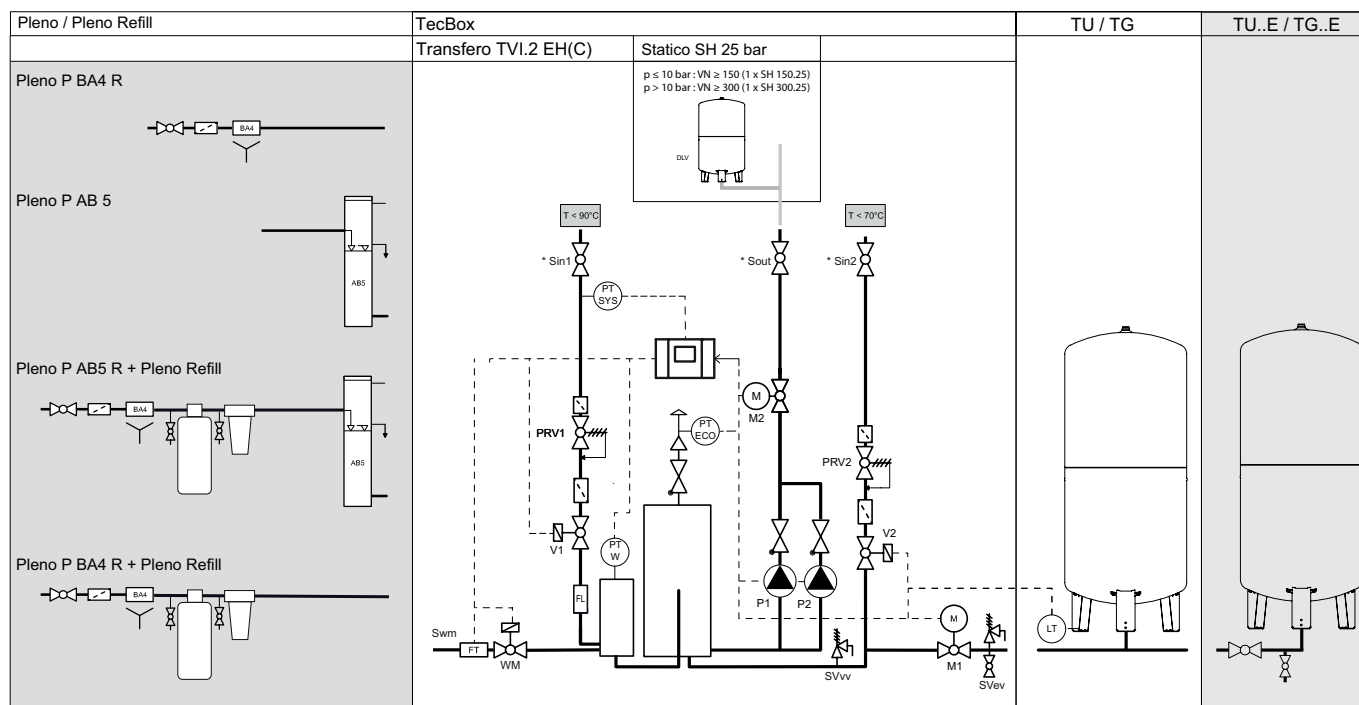 Pleno / Pleno Refill
TecBox
TU / TG
TU..E / TG..E
Transfero TVI.2 EH(C)
Statico SH 25 bar
Pleno P BA4 R
BA4
Pleno P AB 5
AB5
Pleno P AB5 R + Pleno Refill
BA4
AB5
Pleno P BA4 R + Pleno Refill
BA4
p ≤ 10 bar : VN ≥ 150 (1 x SH 150.25)
p > 10 bar : VN ≥ 300 (1 x SH 300.25)
DLV
T < 90°C
T < 70°C
* Sin1
* Sout
* Sin2
PT
SYS
M
M2
PRV1
PT
ECO
PRV2
V1
PT
W
V2
P1
P2
FL
M
LT
Swm
FT
WM
SVvv
M1
SVev